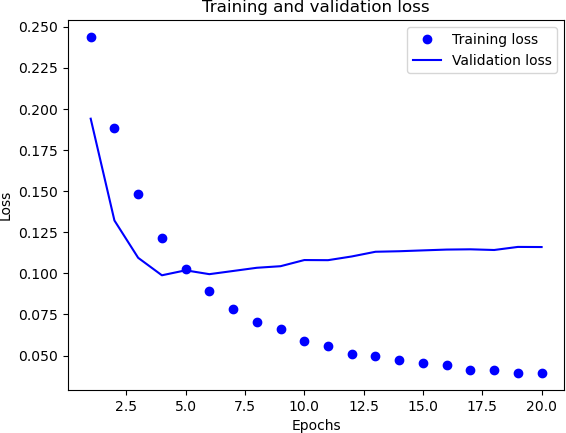 Training and validation loss
Training loss
Validation loss
0.250
0.225
0.200
0.175
0.150
0.125
0.100
0.075
0.050
Loss
2.5 5.0 7.5 10.0 12.5 15.0 17.5 20.0
Epochs